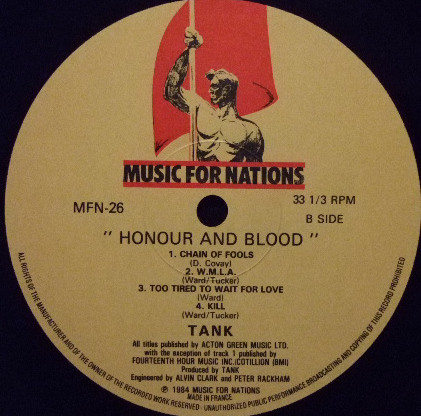 MUSIC FOR NATIONS
MFN-26
33 1/3 RPM
B SIDE
" HONOUR AND BLOOD "
1. CHAIN OF FOOLS
(D. Covay)
2. W.M.L.A.
(Ward/Tucker)
3. TOO TIRED TO WAIT FOR LOVE
(Ward)
4. KILL
(Ward/Tucker)
TANK
All titles published by ACTON GREEN MUSIC LTD.
with the exception of track 1 published by
FOURTEENTH HOUR MUSIC INC./COTILLION (BMI)
Produced by TANK
Engineered by ALVIN CLARK and PETER RACKHAM
℗ 1984 MUSIC FOR NATIONS
MADE IN FRANCE
ALL RIGHTS OF THE MANUFACTURER AND OF THE OWNER OF THE RECORDED WORK RESERVED · UNAUTHORIZED PUBLIC PERFORMANCE BROADCASTING AND COPYING OF THIS RECORD PROHIBITED